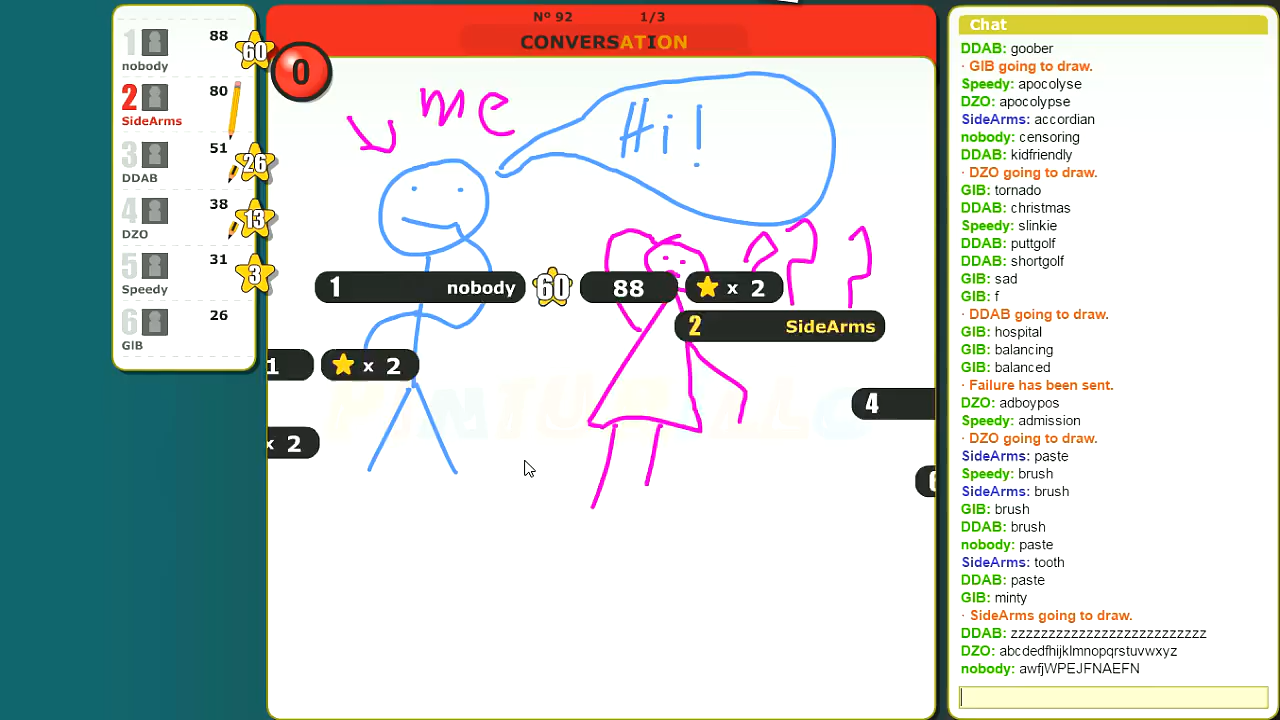 1 88
60
nobody
2 80
SideArms
3 51
26
DDAB
4 38
13
DZO
5 31
3
Speedy
6 26
GIB
Nº 92 1/3
CONVERSATION
0
me
Hi!
1 nobody 60 88 x 2
2 SideArms
1 x 2
4
x 2
6
Chat
DDAB: goober
· GIB going to draw.
Speedy: apocolyse
DZO: apocolypse
SideArms: accordian
nobody: censoring
DDAB: kidfriendly
· DZO going to draw.
GIB: tornado
DDAB: christmas
Speedy: slinkie
DDAB: puttgolf
DDAB: shortgolf
GIB: sad
GIB: f
· DDAB going to draw.
GIB: hospital
GIB: balancing
GIB: balanced
· Failure has been sent.
DZO: adboypos
Speedy: admission
· DZO going to draw.
SideArms: paste
Speedy: brush
SideArms: brush
GIB: brush
DDAB: brush
nobody: paste
SideArms: tooth
DDAB: paste
GIB: minty
· SideArms going to draw.
DDAB: zzzzzzzzzzzzzzzzzzzzzzzzzz
DZO: abcdedfhijklmnopqrstuvwxyz
nobody: awfjWPEJFNAEFN